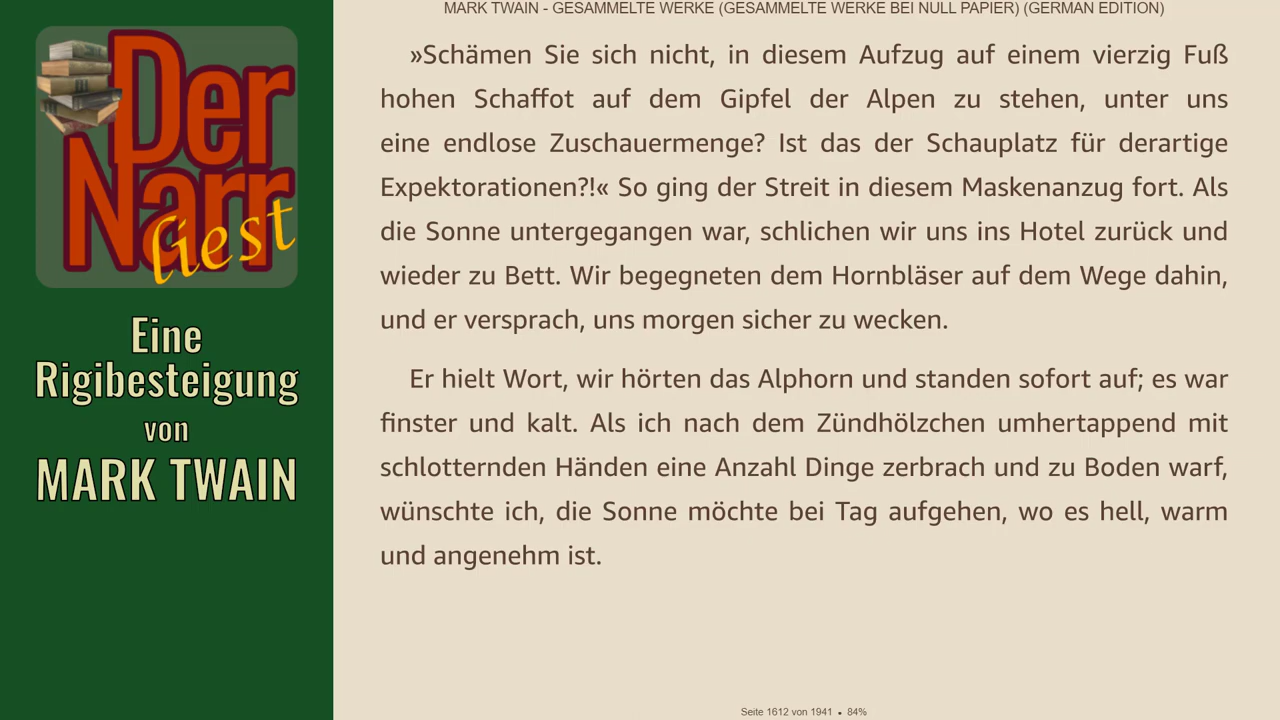 MARK TWAIN - GESAMMELTE WERKE (GESAMMELTE WERKE BEI NULL PAPIER) (GERMAN EDITION)
Der
Narr
liest
Eine
Rigibesteigung
von
MARK TWAIN
»Schämen Sie sich nicht, in diesem Aufzug auf einem vierzig Fuß
hohen Schaffot auf dem Gipfel der Alpen zu stehen, unter uns
eine endlose Zuschauermenge? Ist das der Schauplatz für derartige
Expektorationen?!« So ging der Streit in diesem Maskenanzug fort. Als
die Sonne untergegangen war, schlichen wir uns ins Hotel zurück und
wieder zu Bett. Wir begegneten dem Hornbläser auf dem Wege dahin,
und er versprach, uns morgen sicher zu wecken.
Er hielt Wort, wir hörten das Alphorn und standen sofort auf; es war
finster und kalt. Als ich nach dem Zündhölzchen umhertappend mit
schlotternden Händen eine Anzahl Dinge zerbrach und zu Boden warf,
wünschte ich, die Sonne möchte bei Tag aufgehen, wo es hell, warm
und angenehm ist.
Seite 1612 von 1941 • 84%